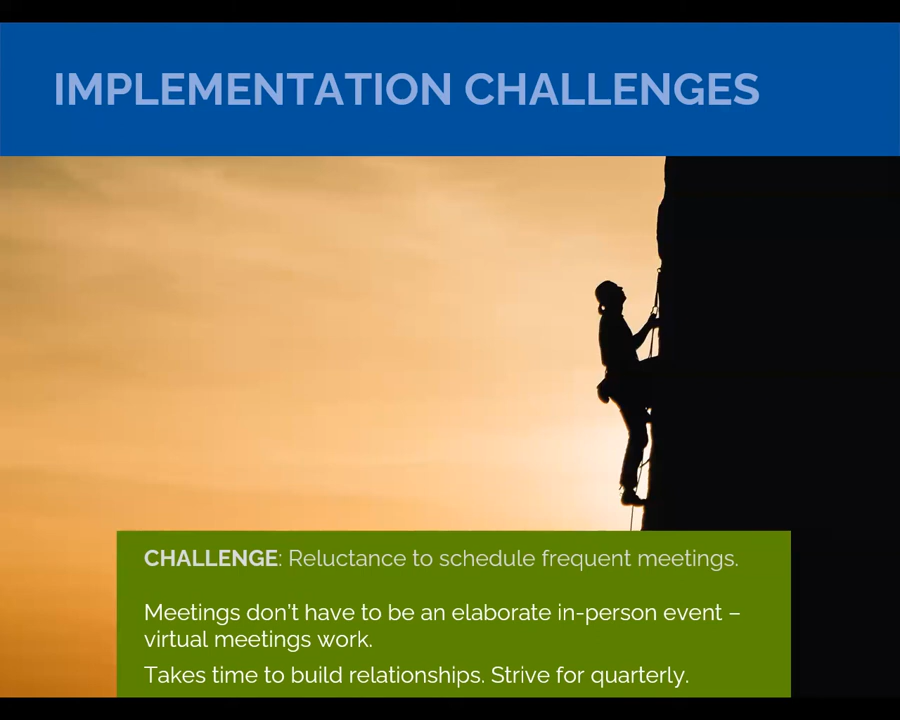 IMPLEMENTATION CHALLENGES
CHALLENGE: Reluctance to schedule frequent meetings.
Meetings don’t have to be an elaborate in-person event –
virtual meetings work.
Takes time to build relationships. Strive for quarterly.